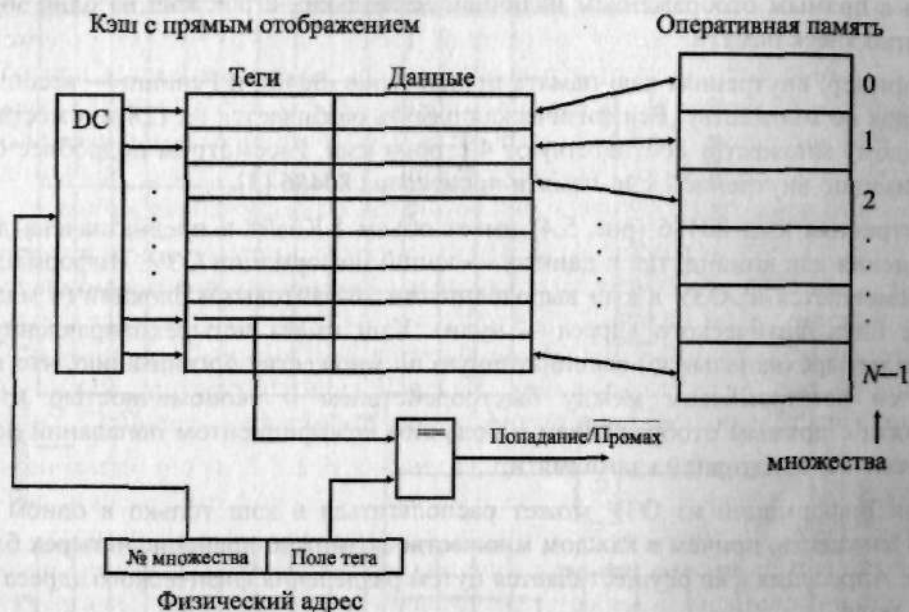 Кэш с прямым отображением
Оперативная память
Теги
Данные
DC
0
1
2
.
.
.
N–1
==
Попадание/Промах
множества
№ множества
Поле тега
Физический адрес